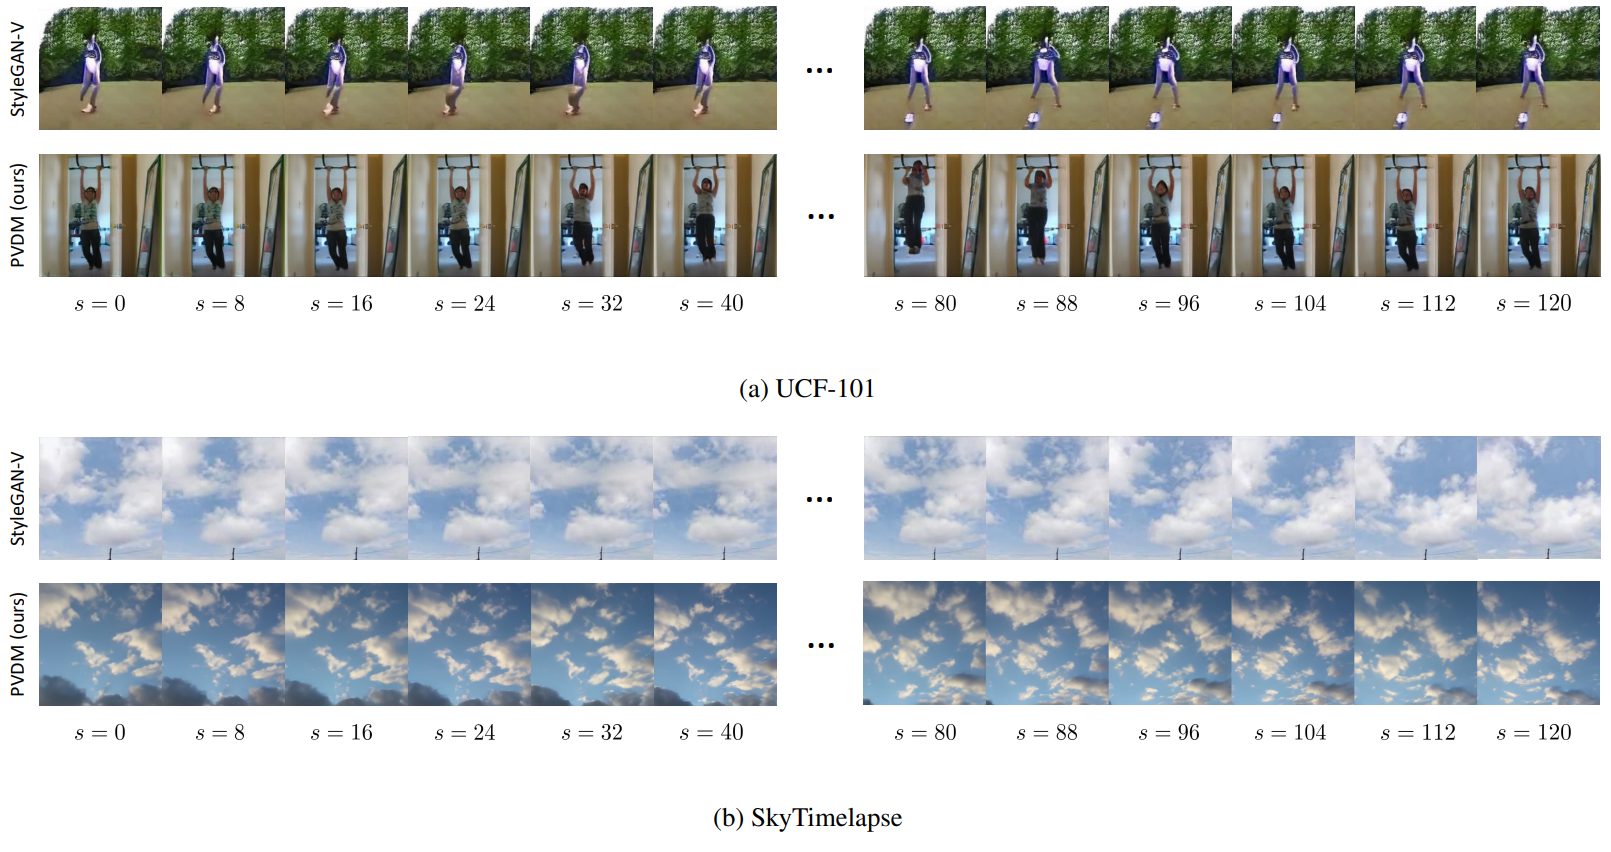 StyleGAN-V
...
PVDM (ours)
...
s = 0 s = 8 s = 16 s = 24 s = 32 s = 40 s = 80 s = 88 s = 96 s = 104 s = 112 s = 120
(a) UCF-101
StyleGAN-V
...
PVDM (ours)
...
s = 0 s = 8 s = 16 s = 24 s = 32 s = 40 s = 80 s = 88 s = 96 s = 104 s = 112 s = 120
(b) SkyTimelapse